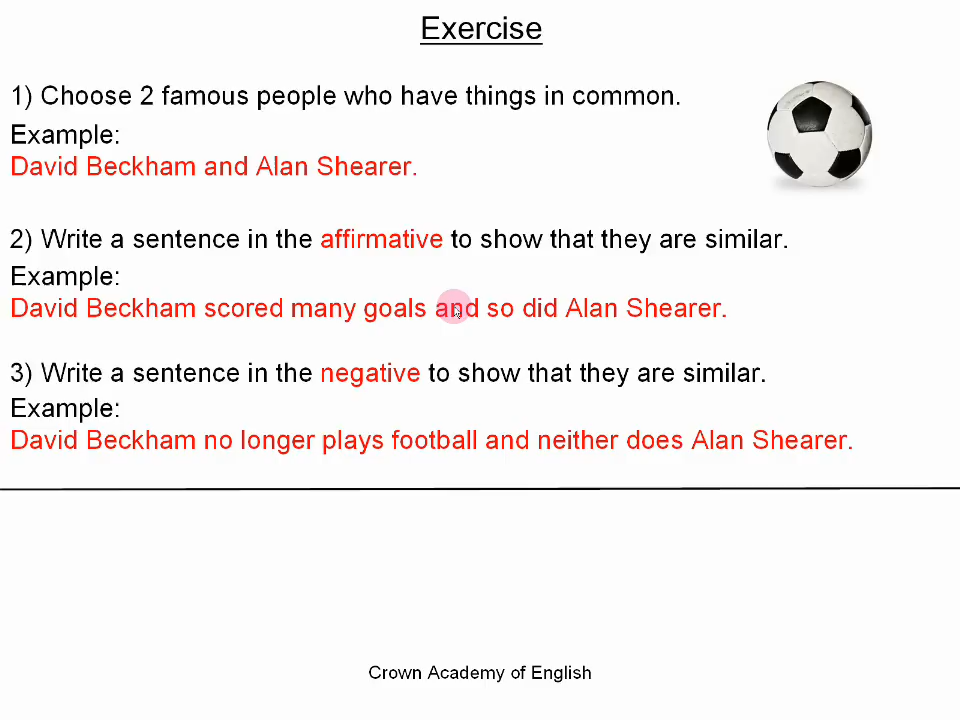 Exercise
1) Choose 2 famous people who have things in common.
Example:
David Beckham and Alan Shearer.
2) Write a sentence in the affirmative to show that they are similar.
Example:
David Beckham scored many goals and so did Alan Shearer.
3) Write a sentence in the negative to show that they are similar.
Example:
David Beckham no longer plays football and neither does Alan Shearer.
Crown Academy of English